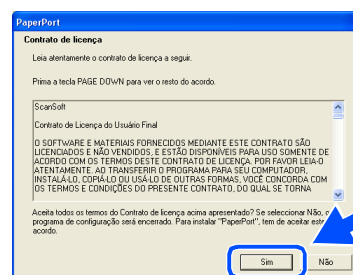 PaperPort
Contrato de licença
Leia atentamente o contrato de licença a seguir.
Prima a tecla PAGE DOWN para ver o resto do acordo.
ScanSoft
Contrato de Licença do Usuário Final
O SOFTWARE E MATERIAIS FORNECIDOS MEDIANTE ESTE CONTRATO SÃO
LICENCIADOS E NÃO VENDIDOS, E ESTÃO DISPONÍVEIS PARA USO SOMENTE DE
ACORDO COM OS TERMOS DESTE CONTRATO DE LICENÇA. POR FAVOR LEIA-O
ATENTAMENTE. AO TRANSFERIR O PROGRAMA PARA SEU COMPUTADOR,
INSTALÁ-LO, COPIÁ-LO OU USÁ-LO DE OUTRAS FORMAS, VOCÊ CONCORDA COM
OS TERMOS E CONDIÇÕES DO PRESENTE CONTRATO, DO QUAL SE TORNA
Aceita todos os termos do Contrato de licença acima apresentado? Se seleccionar Não, o
programa de configuração será encerrado. Para instalar "PaperPort", tem de aceitar este
acordo.
Sim
Não